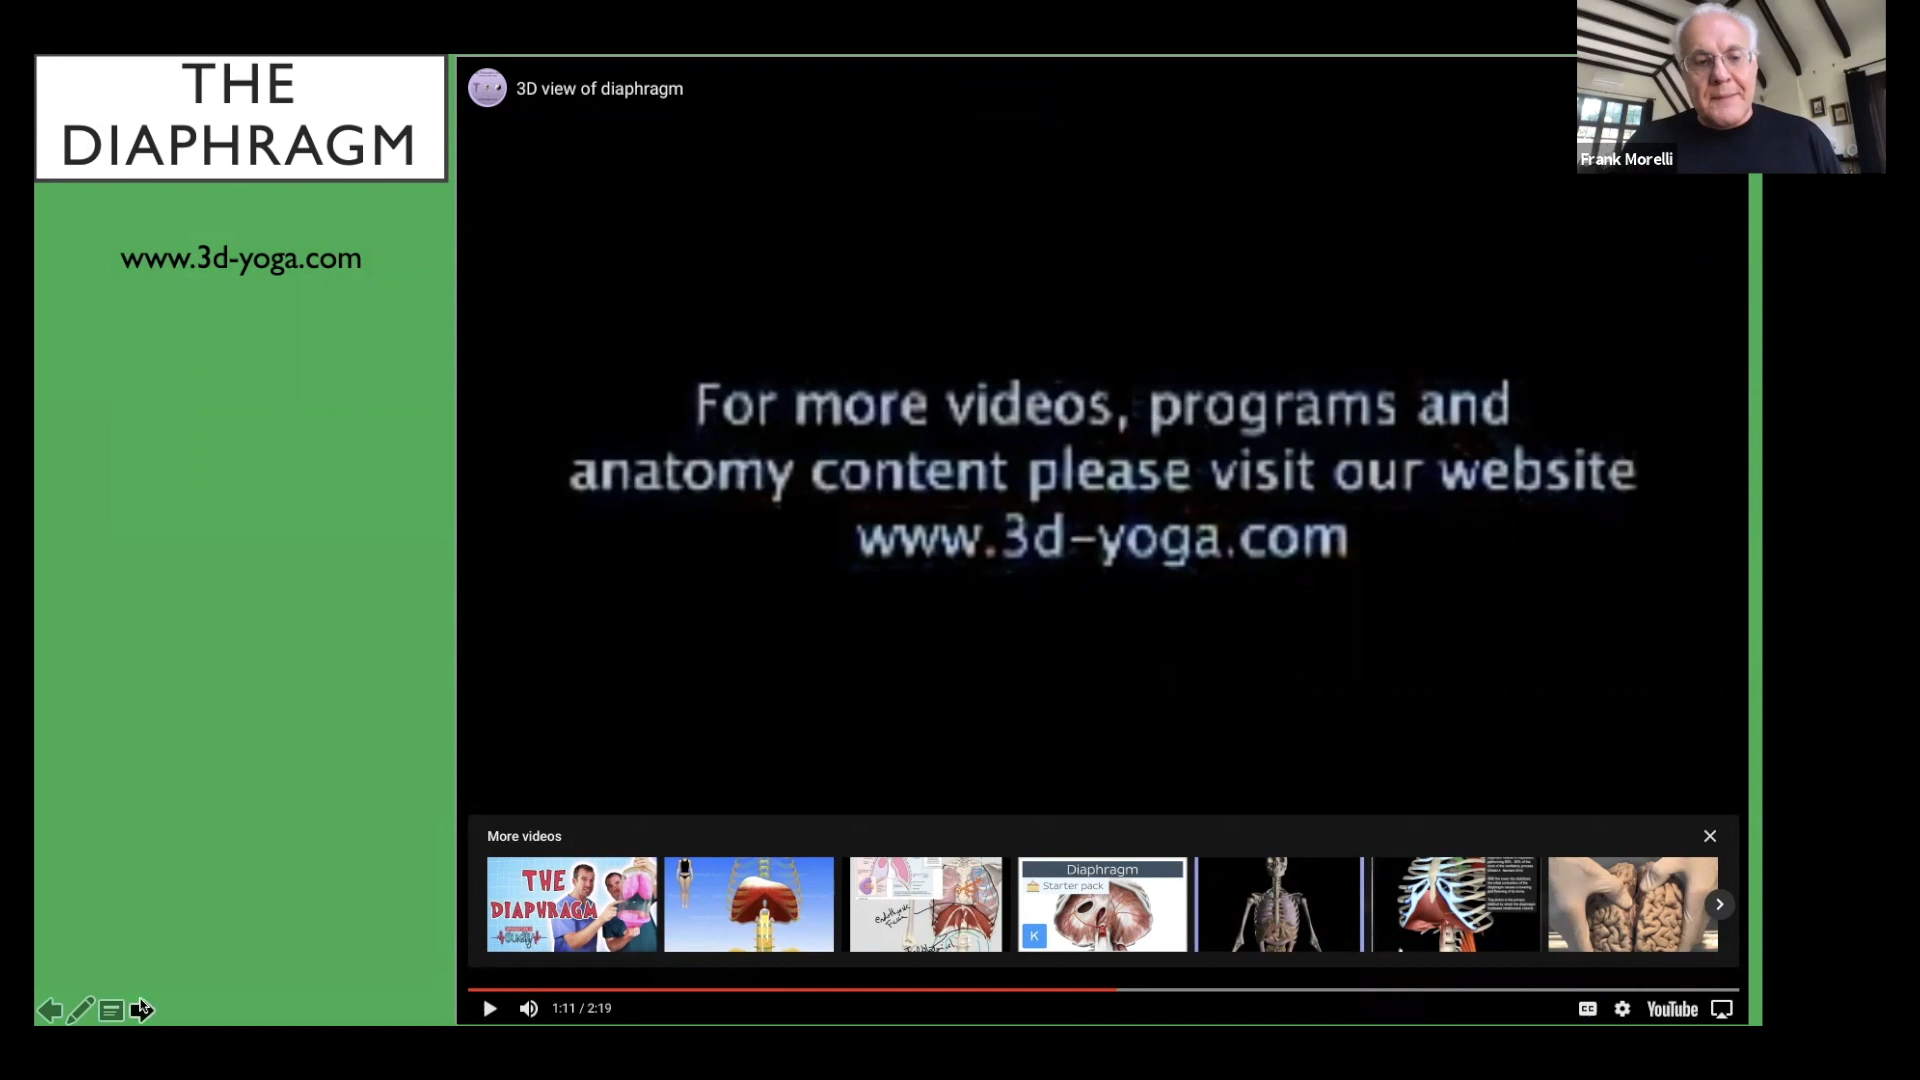 THE
DIAPHRAGM
www.3d-yoga.com
3D view of diaphragm
Frank Morelli
For more videos, programs and
anatomy content please visit our website
www.3d-yoga.com
More videos
THE
DIAPHRAGM
Diaphragm
Starter pack
K
1:11 / 2:19
CC
YouTube